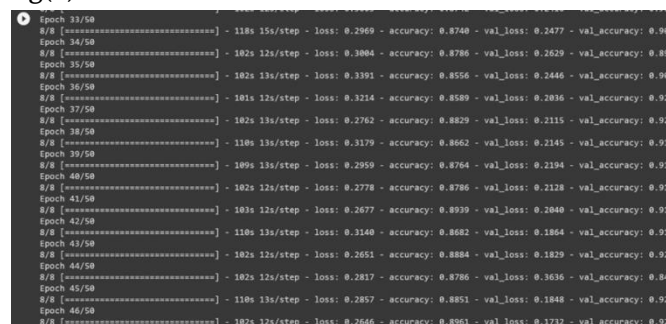 Epoch 33/50
8/8 [==============================] - 118s 15s/step - loss: 0.2969 - accuracy: 0.8740 - val_loss: 0.2477 - val_accuracy:
Epoch 34/50
8/8 [==============================] - 102s 12s/step - loss: 0.3004 - accuracy: 0.8786 - val_loss: 0.2629 - val_accuracy:
Epoch 35/50
8/8 [==============================] - 102s 13s/step - loss: 0.3391 - accuracy: 0.8556 - val_loss: 0.2446 - val_accuracy:
Epoch 36/50
8/8 [==============================] - 101s 12s/step - loss: 0.3214 - accuracy: 0.8589 - val_loss: 0.2036 - val_accuracy:
Epoch 37/50
8/8 [==============================] - 102s 13s/step - loss: 0.2762 - accuracy: 0.8829 - val_loss: 0.2115 - val_accuracy:
Epoch 38/50
8/8 [==============================] - 110s 13s/step - loss: 0.3179 - accuracy: 0.8662 - val_loss: 0.2145 - val_accuracy:
Epoch 39/50
8/8 [==============================] - 109s 13s/step - loss: 0.2959 - accuracy: 0.8764 - val_loss: 0.2194 - val_accuracy:
Epoch 40/50
8/8 [==============================] - 102s 12s/step - loss: 0.2778 - accuracy: 0.8786 - val_loss: 0.2128 - val_accuracy:
Epoch 41/50
8/8 [==============================] - 103s 12s/step - loss: 0.2677 - accuracy: 0.8939 - val_loss: 0.2040 - val_accuracy:
Epoch 42/50
8/8 [==============================] - 110s 13s/step - loss: 0.3140 - accuracy: 0.8682 - val_loss: 0.1864 - val_accuracy:
Epoch 43/50
8/8 [==============================] - 102s 12s/step - loss: 0.2651 - accuracy: 0.8884 - val_loss: 0.1829 - val_accuracy:
Epoch 44/50
8/8 [==============================] - 102s 12s/step - loss: 0.2817 - accuracy: 0.8786 - val_loss: 0.3636 - val_accuracy:
Epoch 45/50
8/8 [==============================] - 110s 13s/step - loss: 0.2857 - accuracy: 0.8851 - val_loss: 0.1848 - val_accuracy:
Epoch 46/50
8/8 [==============================] - 102s 12s/step - loss: 0.2646 - accuracy: 0.8961 - val_loss: 0.1732 - val_accuracy: